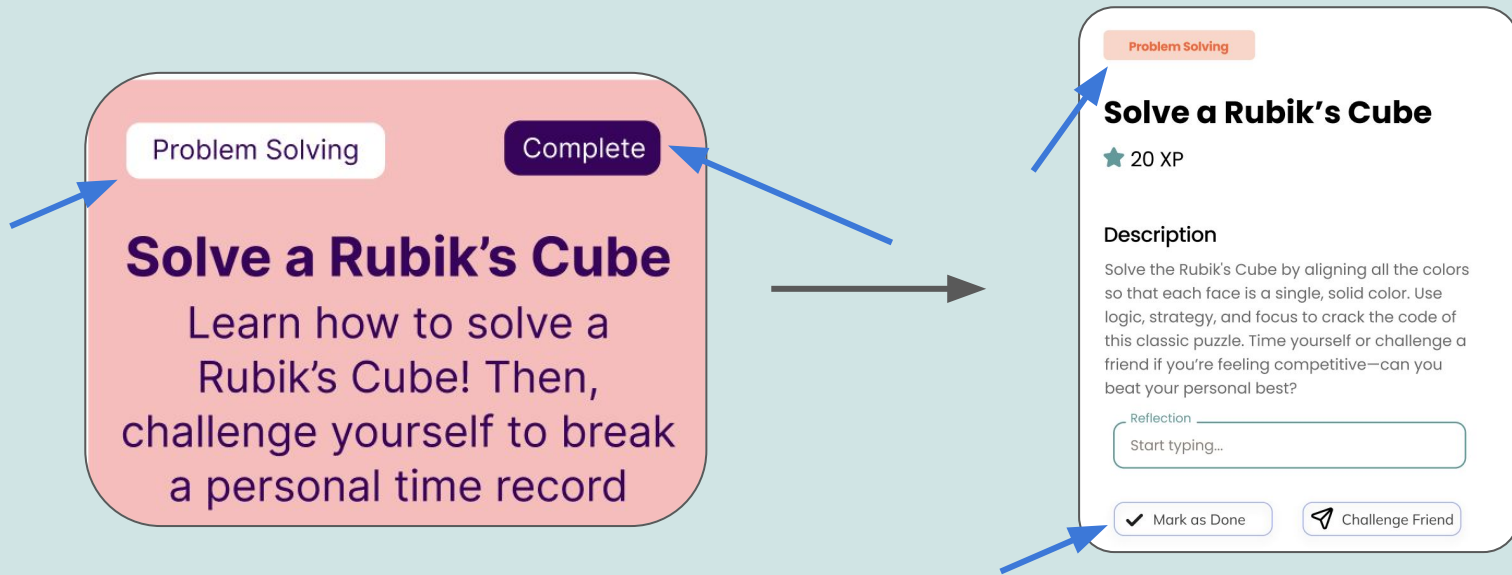 Problem Solving
Complete
Solve a Rubik’s Cube
Learn how to solve a
Rubik’s Cube! Then,
challenge yourself to break
a personal time record
Problem Solving
Solve a Rubik’s Cube
20 XP
Description
Solve the Rubik's Cube by aligning all the colors
so that each face is a single, solid color. Use
logic, strategy, and focus to crack the code of
this classic puzzle. Time yourself or challenge a
friend if you’re feeling competitive—can you
beat your personal best?
Reflection
Start typing...
Mark as Done
Challenge Friend